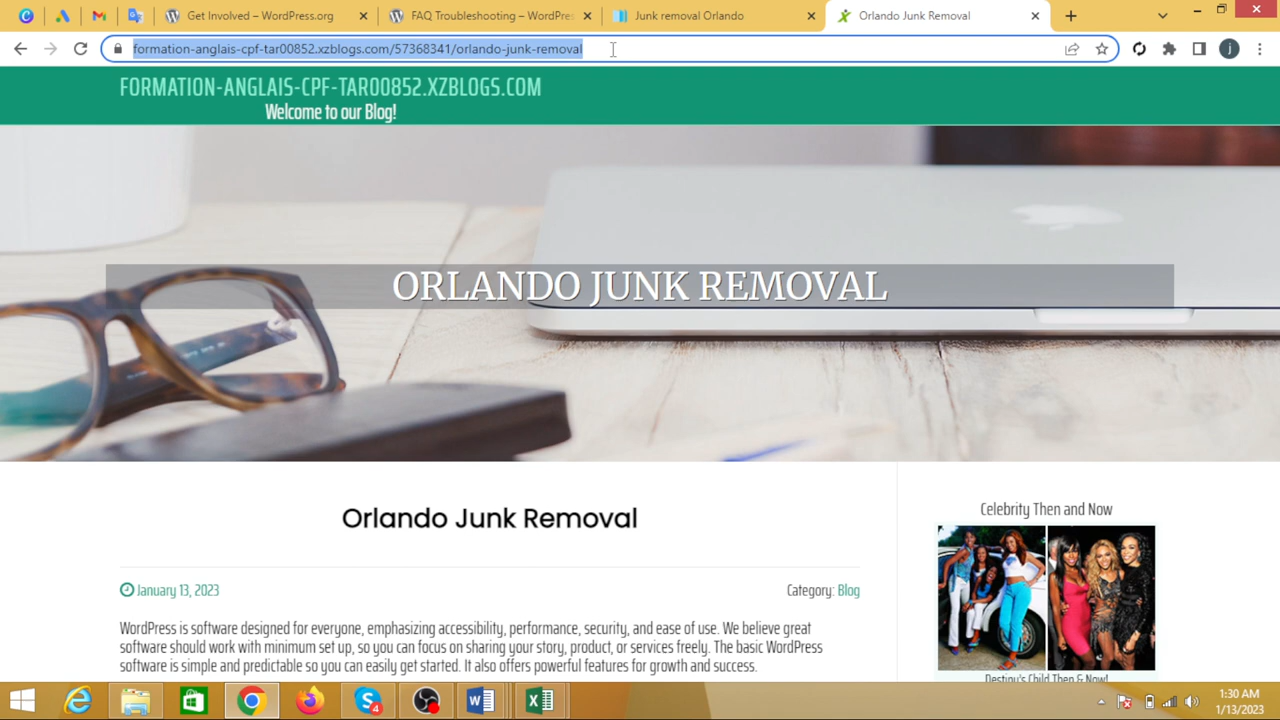 Get Involved – WordPress.org
FAQ Troubleshooting – WordPres
Junk removal Orlando
Orlando Junk Removal
formation-anglais-cpf-tar00852.xzblogs.com/57368341/orlando-junk-removal
j
FORMATION-ANGLAIS-CPF-TAR00852.XZBLOGS.COM
Welcome to our Blog!
ORLANDO JUNK REMOVAL
Orlando Junk Removal
January 13, 2023
Category: Blog
WordPress is software designed for everyone, emphasizing accessibility, performance, security, and ease of use. We believe great
software should work with minimum set up, so you can focus on sharing your story, product, or services freely. The basic WordPress
software is simple and predictable so you can easily get started. It also offers powerful features for growth and success.
Celebrity Then and Now
Destiny's Child Then & Now!
4
1:30 AM
1/13/2023